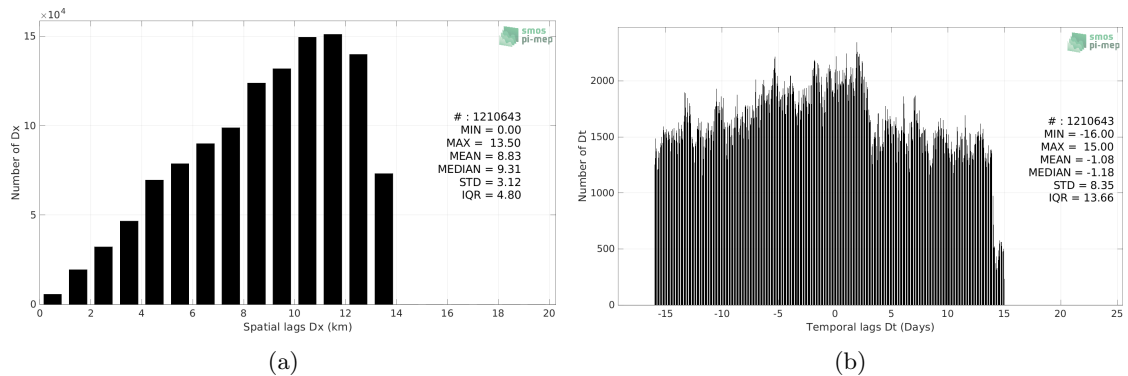 ×10⁴
15
10
5
0
Number of Dx
0 2 4 6 8 10 12 14 16 18 20
Spatial lags Dx (km)
smos
pi-mep
# : 1210643
MIN = 0.00
MAX = 13.50
MEAN = 8.83
MEDIAN = 9.31
STD = 3.12
IQR = 4.80
(a)
2000
1500
1000
500
0
Number of Dt
-15 -10 -5 0 5 10 15 20 25
Temporal lags Dt (Days)
smos
pi-mep
# : 1210643
MIN = -16.00
MAX = 15.00
MEAN = -1.08
MEDIAN = -1.18
STD = 8.35
IQR = 13.66
(b)